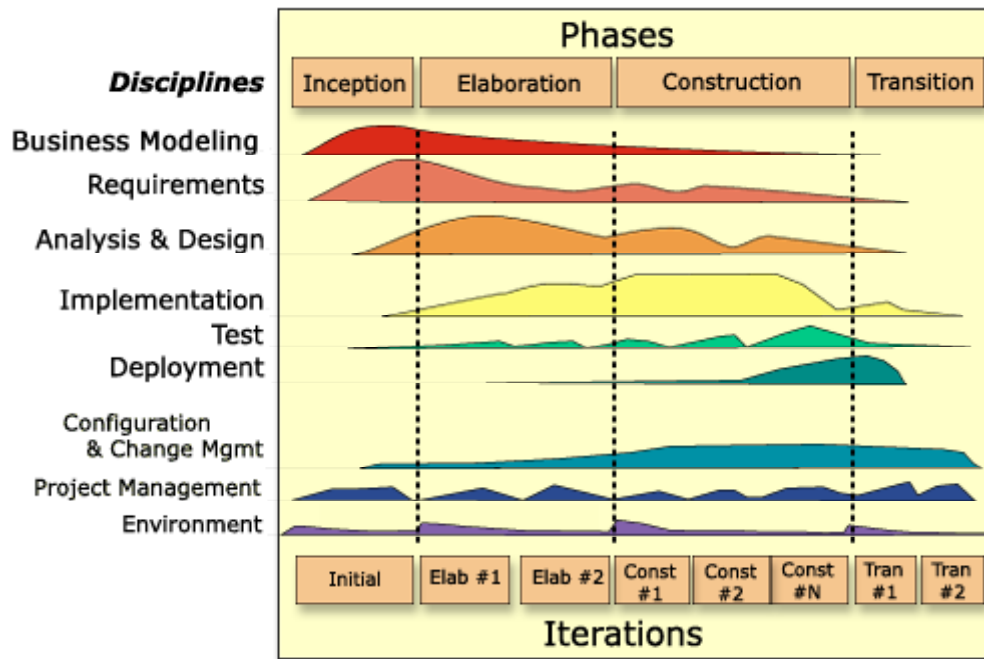 Phases
Disciplines
Inception
Elaboration
Construction
Transition
Business Modeling
Requirements
Analysis & Design
Implementation
Test
Deployment
Configuration
& Change Mgmt
Project Management
Environment
Initial
Elab #1
Elab #2
Const
#1
Const
#2
Const
#N
Tran
#1
Tran
#2
Iterations